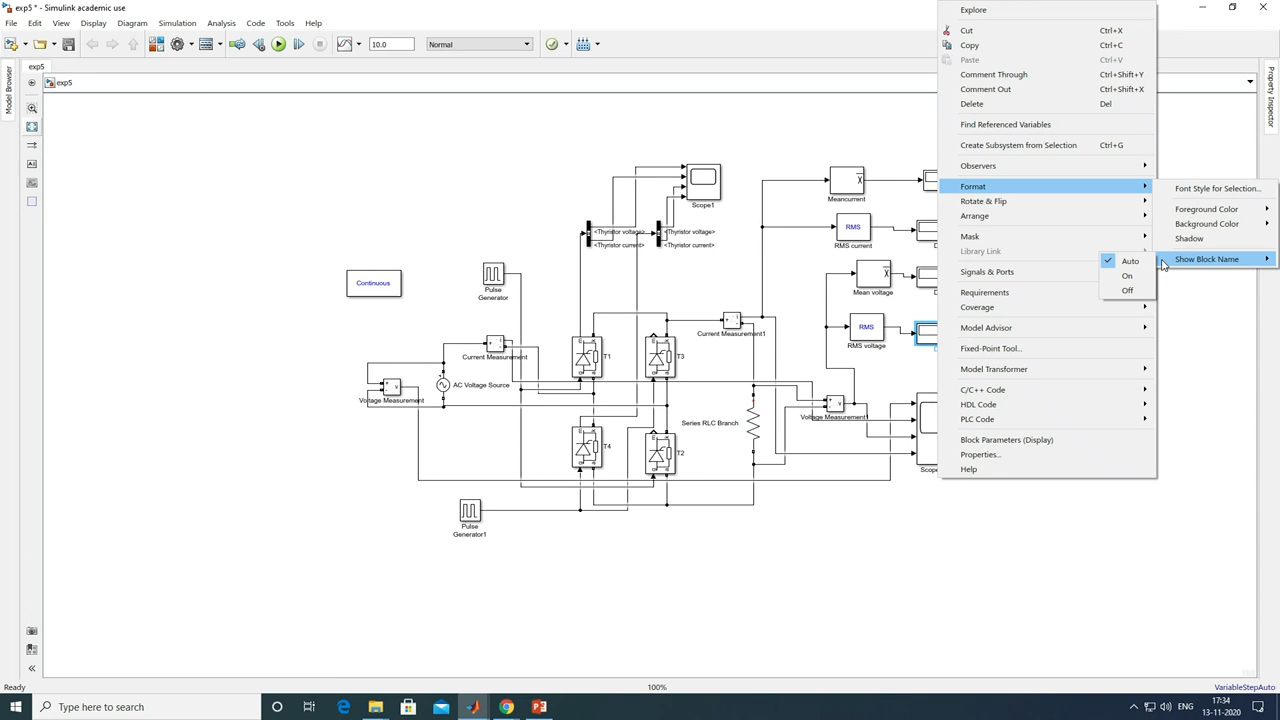 exp5 * - Simulink academic use
File Edit View Display Diagram Simulation Analysis Code Tools Help
10.0 Normal
exp5
exp5
Model Browser
Property Inspector
Explore
Cut Ctrl+X
Copy Ctrl+C
Paste Ctrl+V
Comment Through Ctrl+Shift+Y
Comment Out Ctrl+Shift+X
Delete Del
Find Referenced Variables
Create Subsystem from Selection Ctrl+G
Observers
Format
Rotate & Flip
Arrange
Mask
Library Link
Signals & Ports
Requirements
Coverage
Model Advisor
Fixed-Point Tool...
Model Transformer
C/C++ Code
HDL Code
PLC Code
Block Parameters (Display)
Properties...
Help
Font Style for Selection...
Foreground Color
Background Color
Shadow
Show Block Name
Auto
On
Off
Scope1
Meancurrent
RMS
RMS current
<Thyristor voltage>
<Thyristor current>
<Thyristor voltage>
<Thyristor current>
Continuous
Pulse
Generator
Mean voltage
RMS
RMS voltage
Current Measurement1
Current Measurement
T1
T3
AC Voltage Source
Voltage Measurement
Voltage Measurement1
Series RLC Branch
T4
T2
Pulse
Generator1
Ready 100% VariableStepAuto
Type here to search
ENG
17:34
13-11-2020